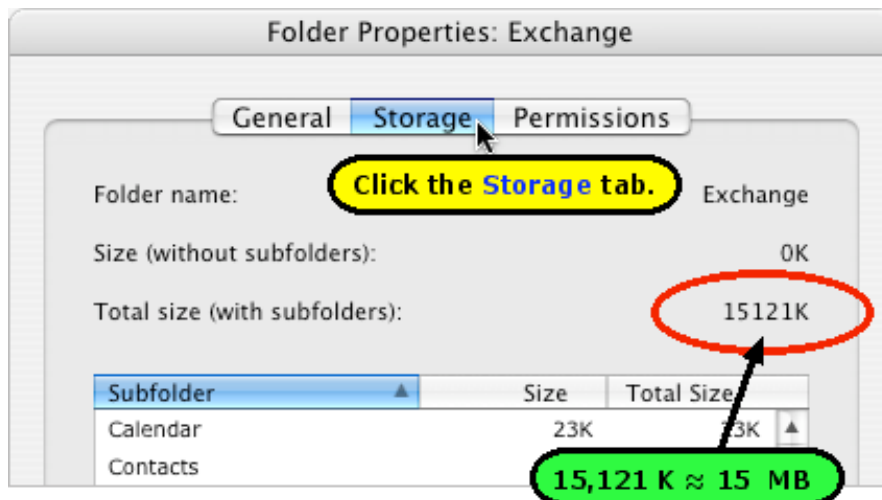 Folder Properties: Exchange
General Storage Permissions
Click the Storage tab.
Folder name: Exchange
Size (without subfolders): 0K
Total size (with subfolders): 15121K
Subfolder Size Total Size
Calendar 23K
Contacts
15,121 K ≈ 15 MB